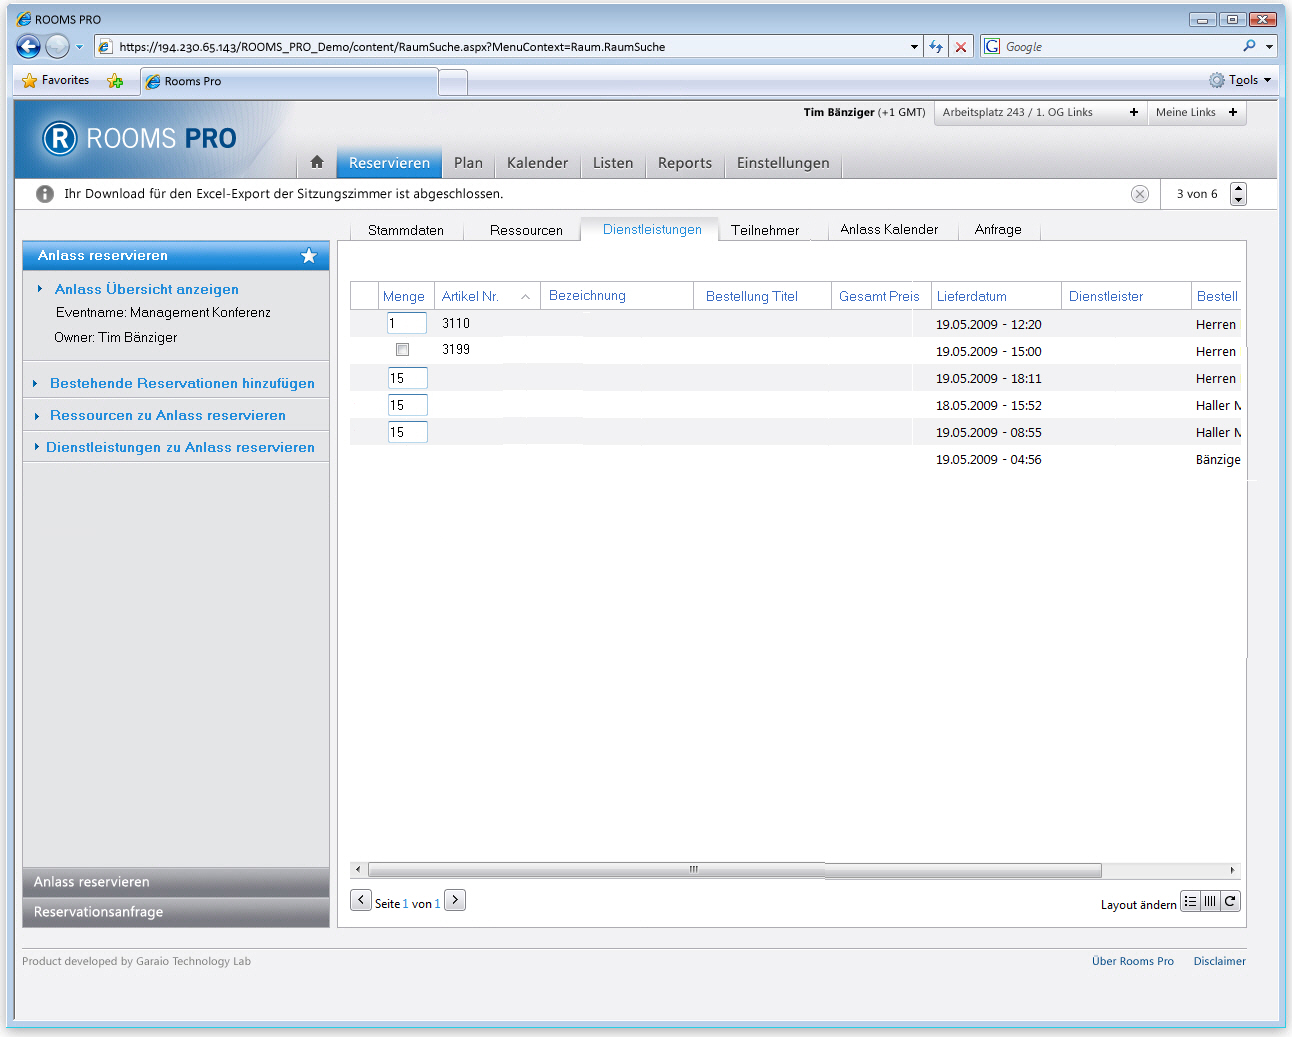 ROOMS PRO
https://194.230.65.143/ROOMS_PRO_Demo/content/RaumSuche.aspx?MenuContext=Raum.RaumSuche
Google
Favorites
Rooms Pro
Tools
Tim Bänziger (+1 GMT)
Arbeitsplatz 243 / 1. OG Links +
Meine Links +
R ROOMS PRO
Reservieren Plan Kalender Listen Reports Einstellungen
Ihr Download für den Excel-Export der Sitzungszimmer ist abgeschlossen.
3 von 6
Stammdaten Ressourcen Dienstleistungen Teilnehmer Anlass Kalender Anfrage
Anlass reservieren
Anlass Übersicht anzeigen
Eventname: Management Konferenz
Owner: Tim Bänziger
Bestehende Reservationen hinzufügen
Ressourcen zu Anlass reservieren
Dienstleistungen zu Anlass reservieren
Menge Artikel Nr. Bezeichnung Bestellung Titel Gesamt Preis Lieferdatum Dienstleister Bestell
1 3110 19.05.2009 - 12:20 Herren
3199 19.05.2009 - 15:00 Herren
15 19.05.2009 - 18:11 Herren
15 18.05.2009 - 15:52 Haller M
15 19.05.2009 - 08:55 Haller M
19.05.2009 - 04:56 Bänzige
Anlass reservieren
Reservationsanfrage
Seite 1 von 1
Layout ändern
Product developed by Garaio Technology Lab
Über Rooms Pro
Disclaimer